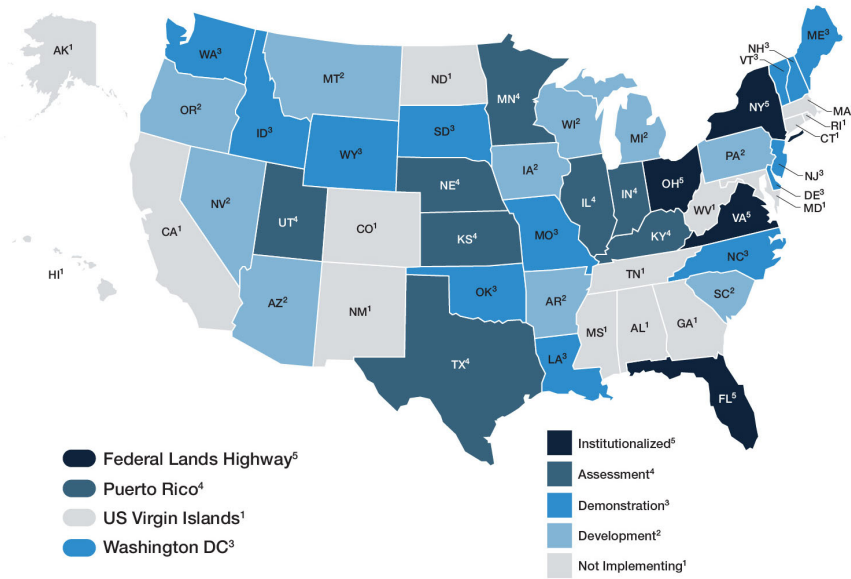 AK¹
WA³
OR²
CA¹
NV²
ID³
MT²
WY³
UT⁴
AZ²
CO¹
NM¹
ND¹
SD³
NE⁴
KS⁴
OK³
TX⁴
MN⁴
IA²
MO³
AR²
LA³
WI²
IL⁴
MI²
IN⁴
OH⁵
KY⁴
TN¹
MS¹
AL¹
GA¹
FL⁵
SC²
NC³
VA⁵
WV¹
PA²
NY⁵
VT³
NH³
ME³
MA
RI¹
CT¹
NJ³
DE³
MD¹
HI¹
Federal Lands Highway⁵
Puerto Rico⁴
US Virgin Islands¹
Washington DC³
Institutionalized⁵
Assessment⁴
Demonstration³
Development²
Not Implementing¹